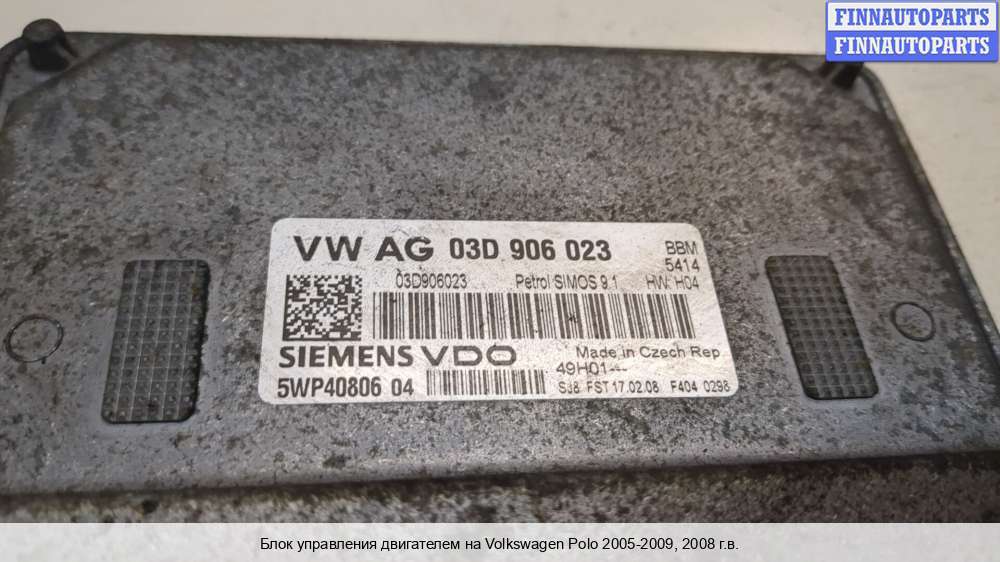 FINNAUTOPARTS
FINNAUTOPARTS
VW AG 03D 906 023 BBM
5414
03D906023 Petrol SIMOS 9.1 HW: H04
SIEMENS VDO Made in Czech Rep
49H01---
5WP40806 04 SJ8 FST 17.02.08 F404 0298
Блок управления двигателем на Volkswagen Polo 2005-2009, 2008 г.в.